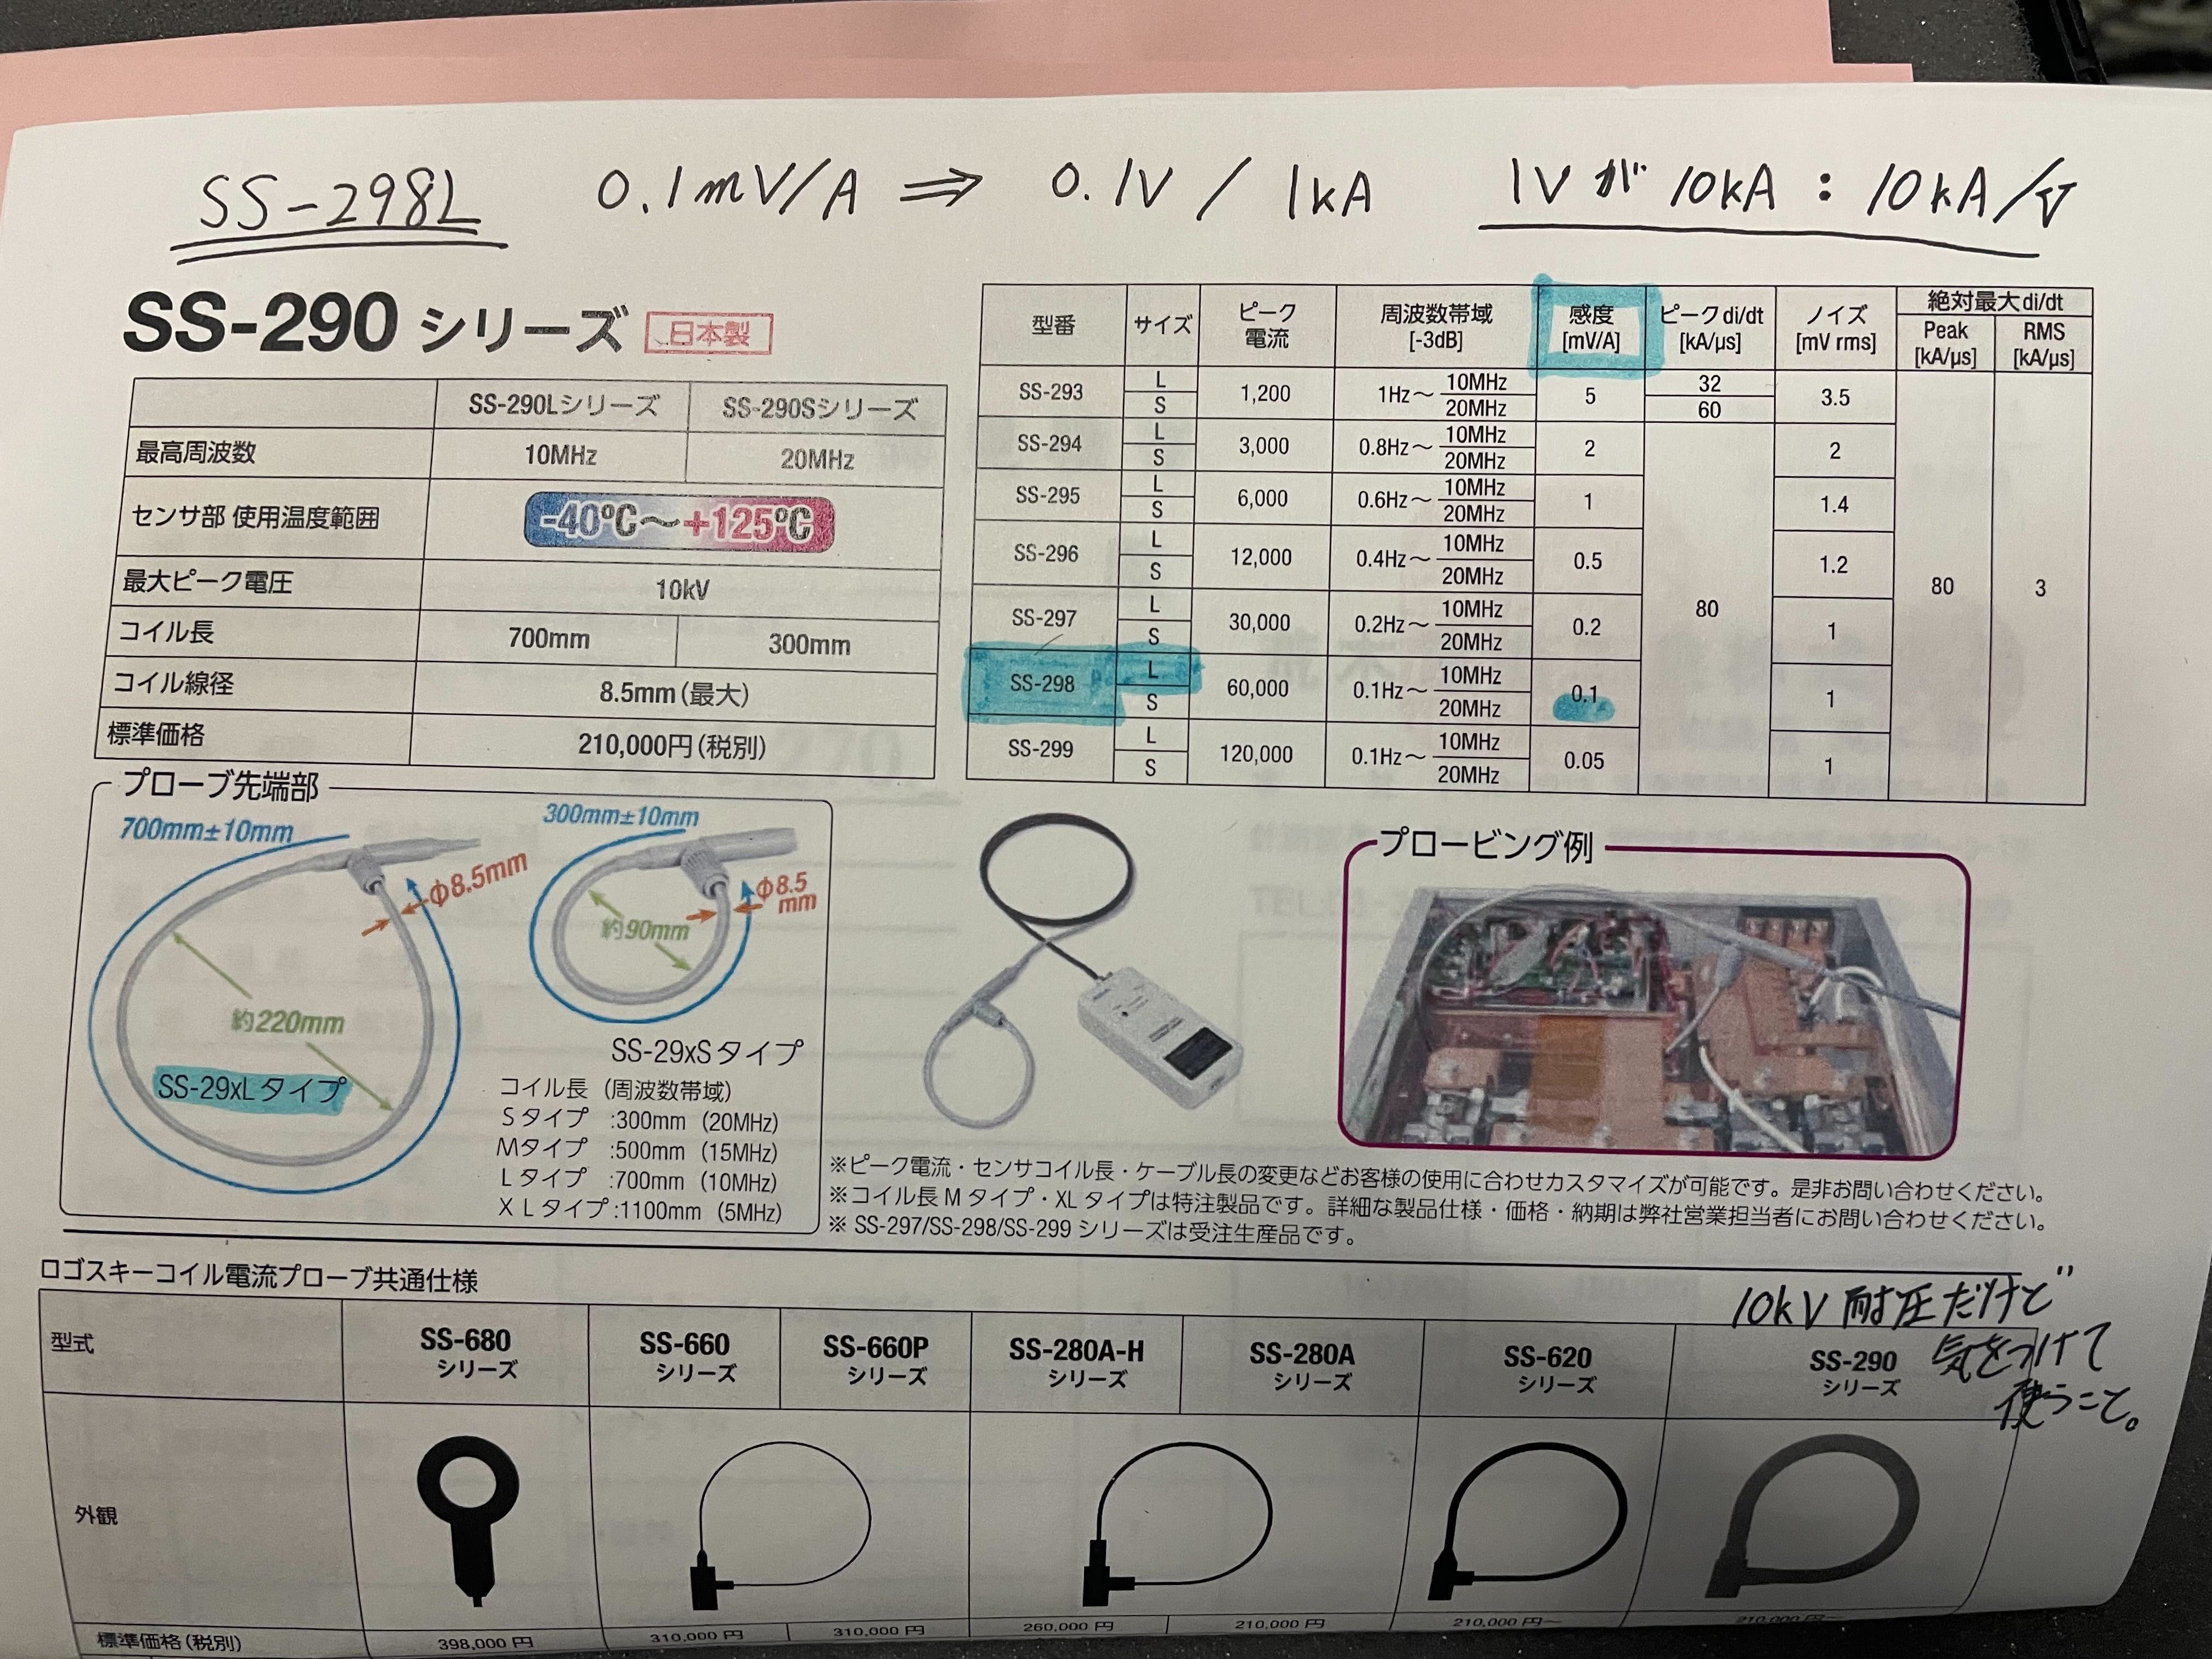 SS-298L 0.1mV/A ⇒ 0.1V / 1kA 1Vが10kA : 10kA/V
SS-290 シリーズ 日本製
SS-290Lシリーズ SS-290Sシリーズ
最高周波数 10MHz 20MHz
センサ部 使用温度範囲 -40℃～+125℃
最大ピーク電圧 10kV
コイル長 700mm 300mm
コイル線径 8.5mm(最大)
標準価格 210,000円(税別)
型番 サイズ ピーク電流 周波数帯域[-3dB] 感度[mV/A] ピークdi/dt[kA/μs] ノイズ[mV rms] 絶対最大di/dt
Peak[kA/μs] RMS[kA/μs]
SS-293 L S 1,200 1Hz～ 10MHz 20MHz 5 32 60 3.5
SS-294 L S 3,000 0.8Hz～ 10MHz 20MHz 2 2
SS-295 L S 6,000 0.6Hz～ 10MHz 20MHz 1 1.4
SS-296 L S 12,000 0.4Hz～ 10MHz 20MHz 0.5 1.2
SS-297 L S 30,000 0.2Hz～ 10MHz 20MHz 0.2 80 1 80 3
SS-298 L S 60,000 0.1Hz～ 10MHz 20MHz 0.1 1
SS-299 L S 120,000 0.1Hz～ 10MHz 20MHz 0.05 1
プローブ先端部
700mm±10mm
Φ8.5mm
約220mm
SS-29xLタイプ
300mm±10mm
Φ8.5mm
約90mm
SS-29xSタイプ
コイル長 (周波数帯域)
Sタイプ :300mm (20MHz)
Mタイプ :500mm (15MHz)
Lタイプ :700mm (10MHz)
XLタイプ:1100mm (5MHz)
プロービング例
※ピーク電流・センサコイル長・ケーブル長の変更などお客様の使用に合わせカスタマイズが可能です。是非お問い合わせください。
※コイル長Mタイプ・XLタイプは特注製品です。詳細な製品仕様・価格・納期は弊社営業担当者にお問い合わせください。
※ SS-297/SS-298/SS-299 シリーズは受注生産品です。
ロゴスキーコイル電流プローブ共通仕様
10kV 耐圧だけど
気をつけて
使うこと。
型式 SS-680シリーズ SS-660シリーズ SS-660Pシリーズ SS-280A-Hシリーズ SS-280Aシリーズ SS-620シリーズ SS-290シリーズ
外観
標準価格(税別) 398,000円 310,000円 310,000円 260,000円 210,000円 210,000円～ 210,000円～